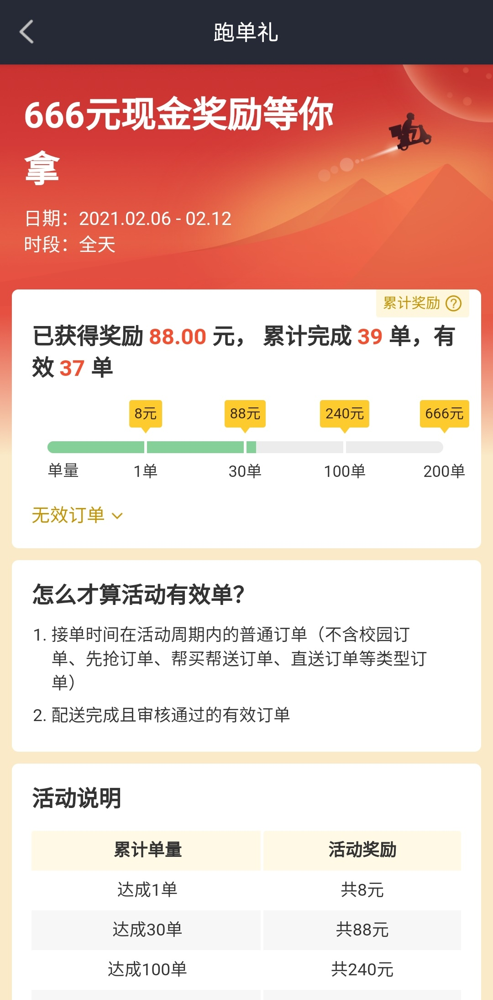 跑单礼
666元现金奖励等你
拿
日期：2021.02.06 - 02.12
时段：全天
累计奖励 ?
已获得奖励 88.00 元， 累计完成 39 单，有
效 37 单
8元 88元 240元 666元
单量 1单 30单 100单 200单
无效订单
怎么才算活动有效单？
1. 接单时间在活动周期内的普通订单（不含校园订
单、先抢订单、帮买帮送订单、直送订单等类型订
单）
2. 配送完成且审核通过的有效订单
活动说明
累计单量 活动奖励
达成1单 共8元
达成30单 共88元
达成100单 共240元